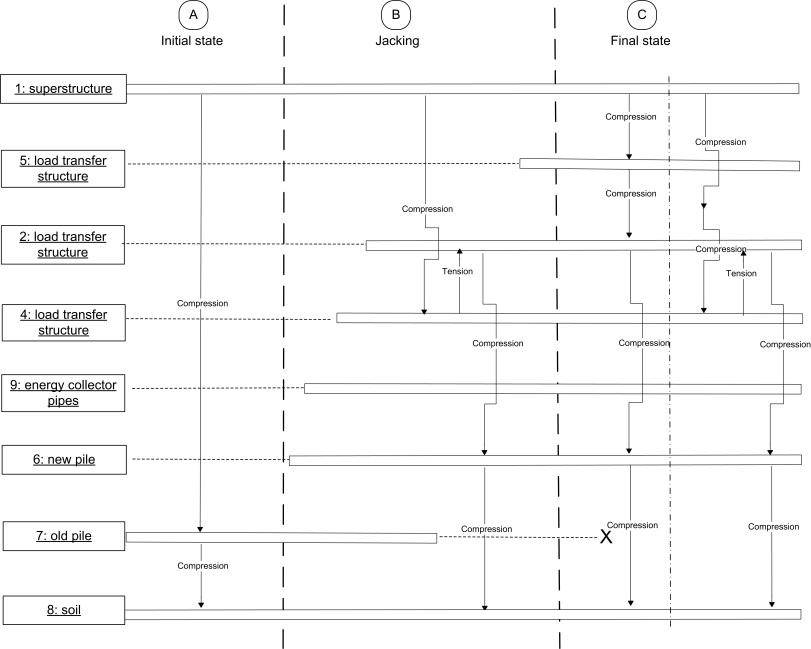 A
B
C
Initial state
Jacking
Final state
1: superstructure
Compression
Compression
5: load transfer
structure
Compression
Compression
2: load transfer
structure
Compression
Tension
Tension
Compression
4: load transfer
structure
Compression
Compression
Compression
Compression
9: energy collector
pipes
6: new pile
7: old pile
Compression
X
Compression
Compression
Compression
8: soil